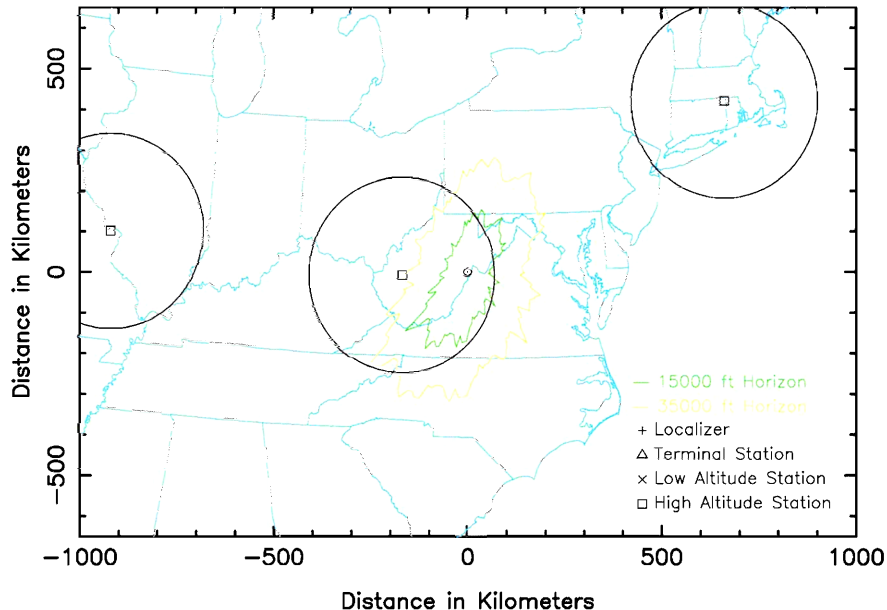 500
0
−500
Distance in Kilometers
15000 ft Horizon
35000 ft Horizon
Localizer
Terminal Station
Low Altitude Station
High Altitude Station
−1000
−500
0
500
1000
Distance in Kilometers